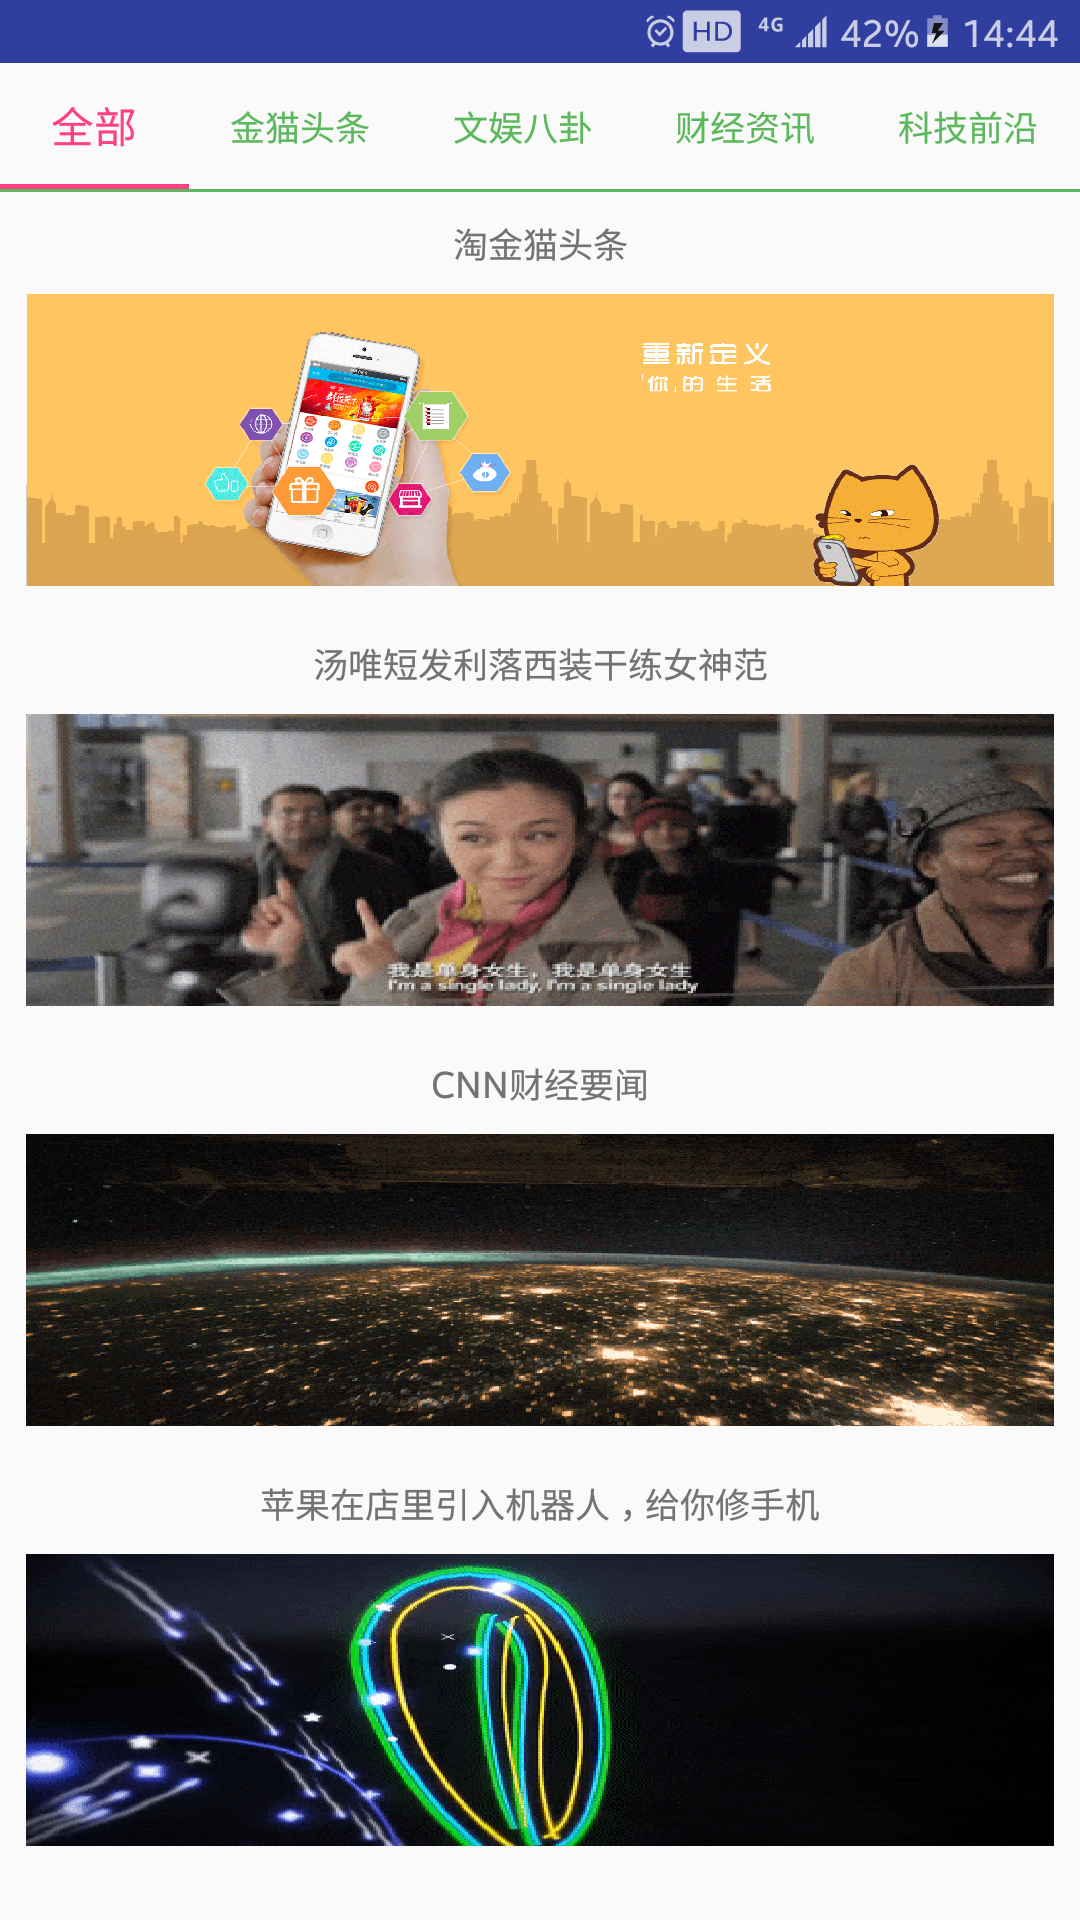 HD 4G 42% 14:44
全部 金猫头条 文娱八卦 财经资讯 科技前沿
淘金猫头条
重新定义
「你」的生活
汤唯短发利落西装干练女神范
我是单身女生，我是单身女生
I'm a single lady, I'm a single lady
CNN财经要闻
苹果在店里引入机器人，给你修手机